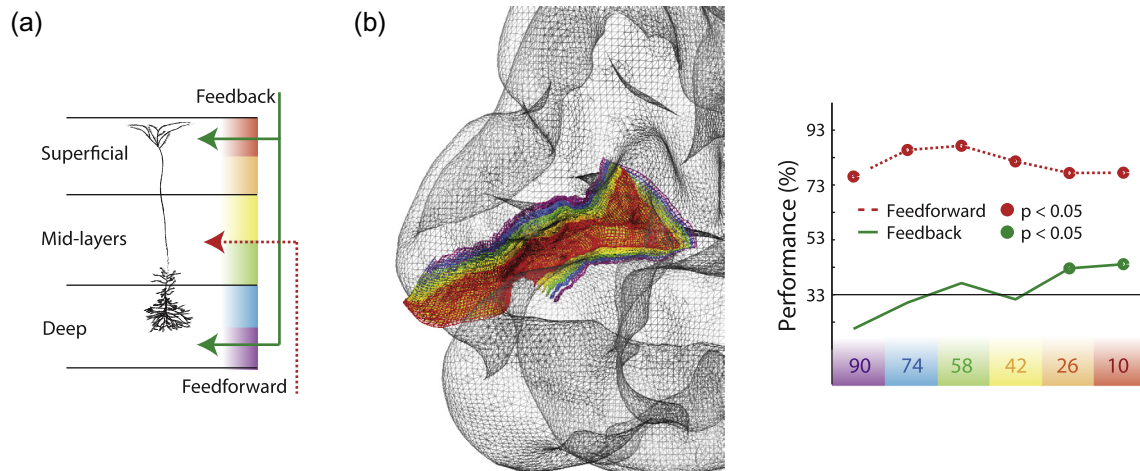 (a)
Feedback
Superficial
Mid-layers
Deep
Feedforward
(b)
Performance (%)
93
73
53
33
Feedforward
p < 0.05
Feedback
p < 0.05
90 74 58 42 26 10